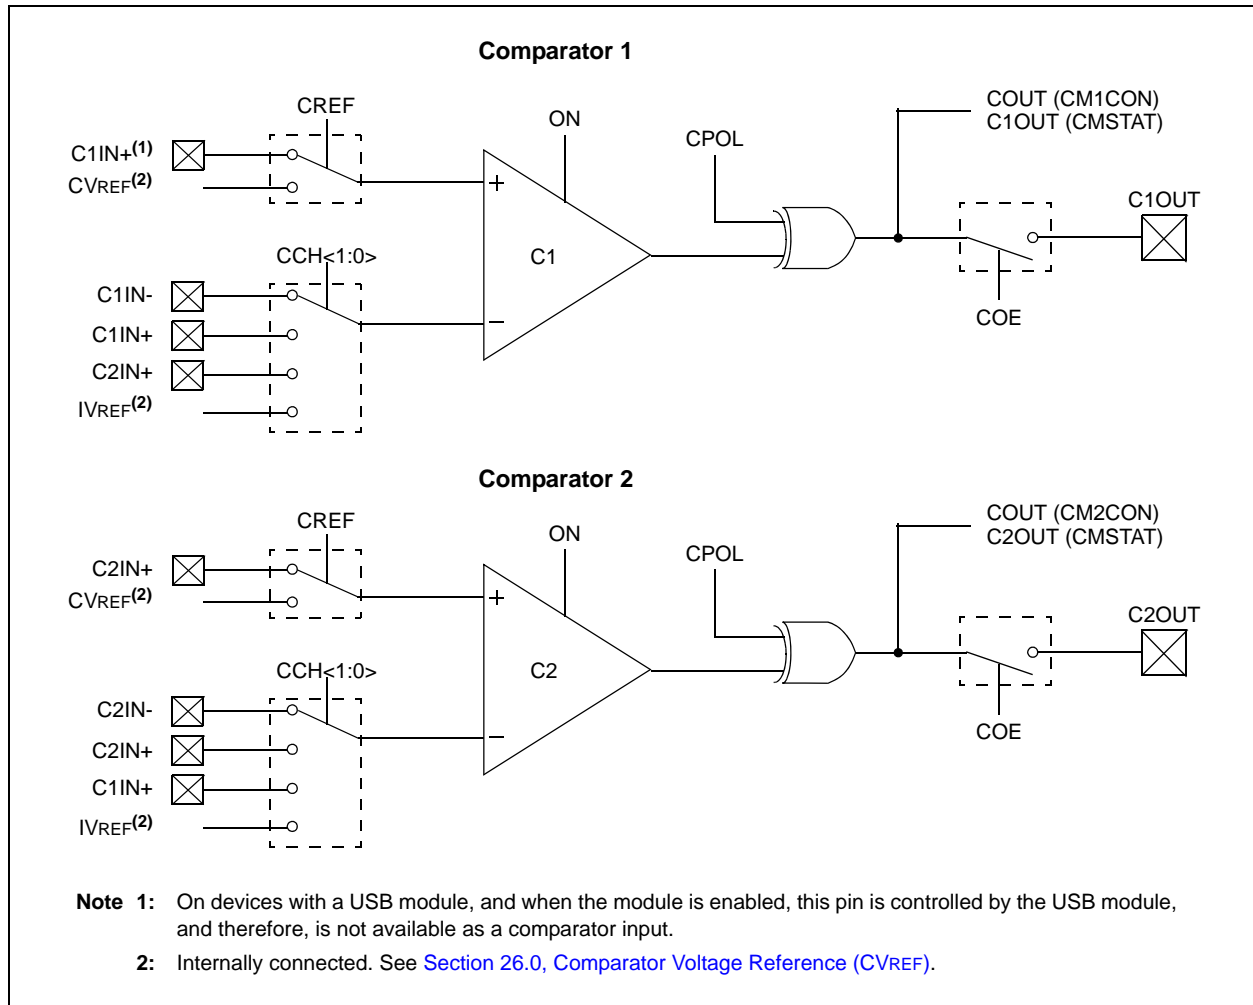 Comparator 1
CREF
C1IN+(1)
CVREF(2)
ON
CPOL
COUT (CM1CON)
C1OUT (CMSTAT)
C1OUT
+
C1
CCH<1:0>
C1IN-
C1IN+
C2IN+
IVREF(2)
−
COE
Comparator 2
CREF
C2IN+
CVREF(2)
ON
CPOL
COUT (CM2CON)
C2OUT (CMSTAT)
C2OUT
+
C2
CCH<1:0>
C2IN-
C2IN+
C1IN+
IVREF(2)
−
COE
Note 1: On devices with a USB module, and when the module is enabled, this pin is controlled by the USB module,
and therefore, is not available as a comparator input.
2: Internally connected. See Section 26.0, Comparator Voltage Reference (CVREF).